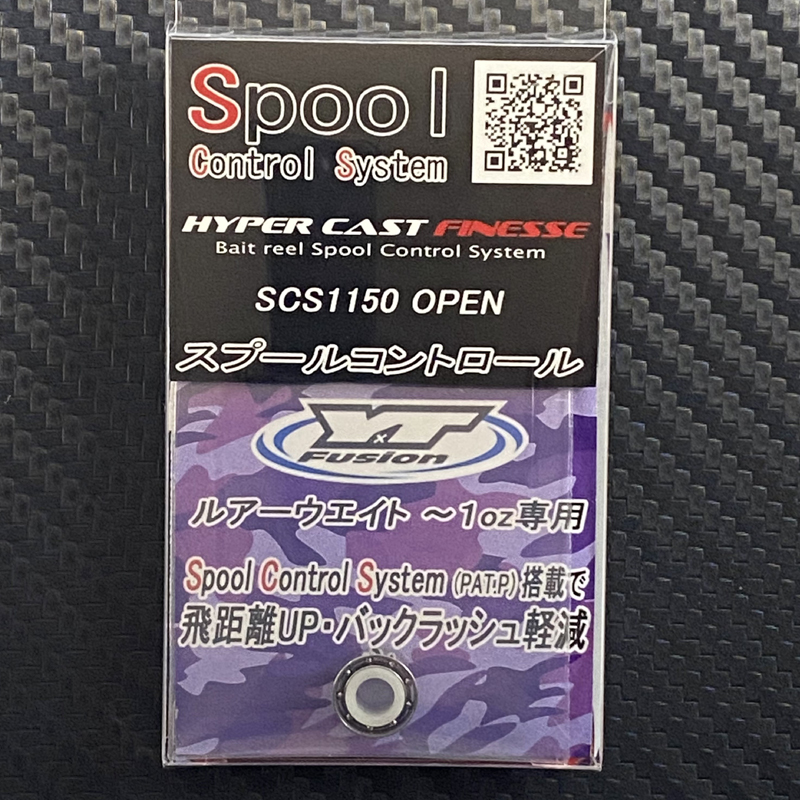 Spool
Control System
HYPER CAST FINESSE
Bait reel Spool Control System
SCS1150 OPEN
スプールコントロール
YT
×
Fusion
ルアーウエイト ～1oz専用
Spool Control System (PAT.P)搭載で
飛距離UP・バックラッシュ軽減